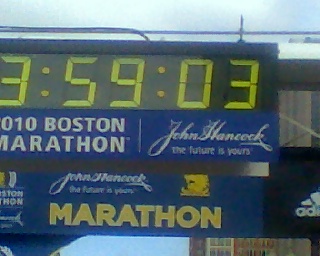 3:59:03
010 BOSTON
MARATHON
John Hancock
the future is yours
John Hancock
the future is yours
MARATHON